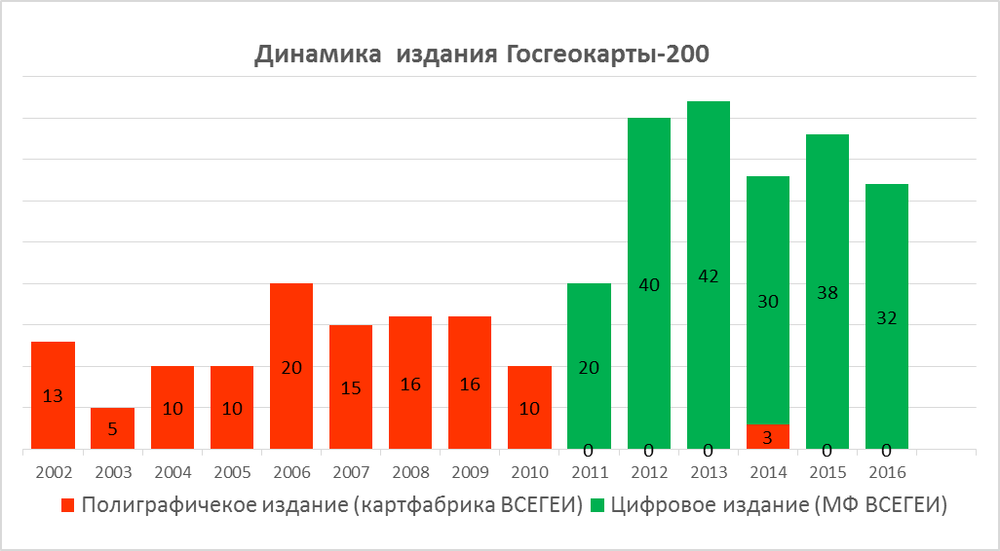 Динамика издания Госгеокарты-200
13 5 10 10 20 15 16 16 10 20 40 42 30 38 32
0 0 0 3 0 0
2002 2003 2004 2005 2006 2007 2008 2009 2010 2011 2012 2013 2014 2015 2016
Полиграфичекое издание (картфабрика ВСЕГЕИ) Цифровое издание (МФ ВСЕГЕИ)